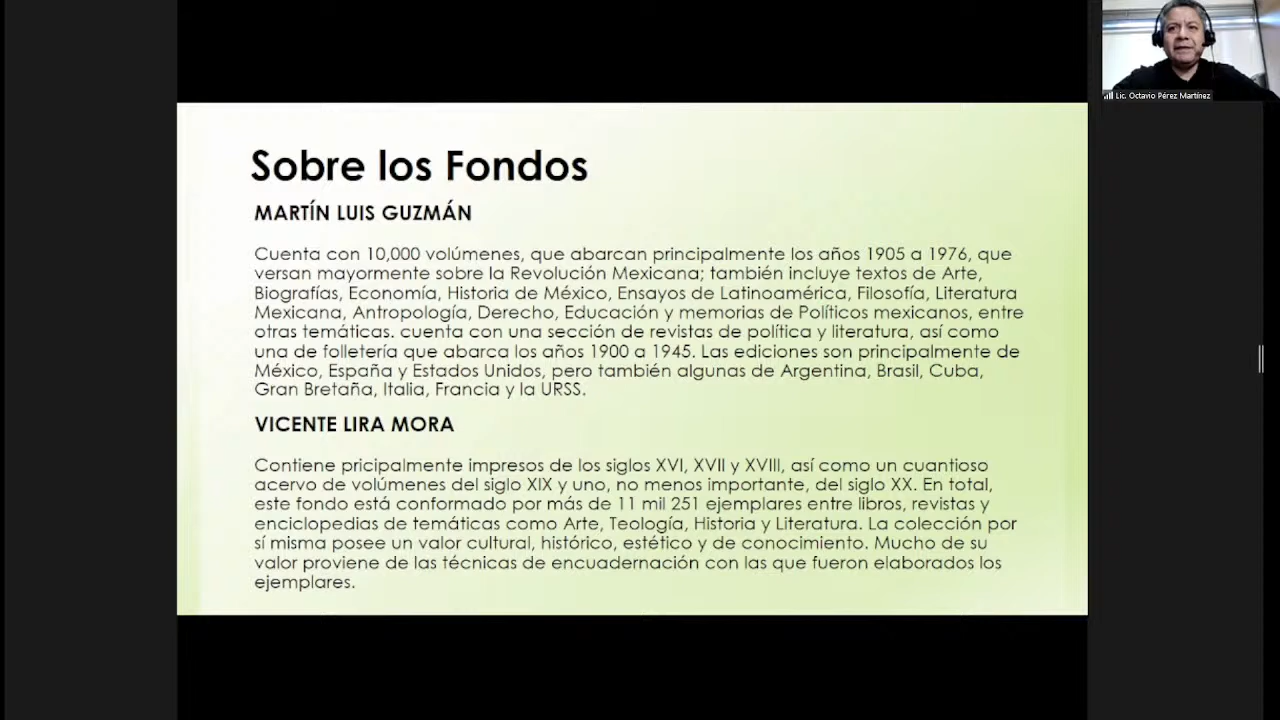 Lic. Octavio Pérez Martínez
Sobre los Fondos
MARTÍN LUIS GUZMÁN
Cuenta con 10,000 volúmenes, que abarcan principalmente los años 1905 a 1976, que
versan mayormente sobre la Revolución Mexicana; también incluye textos de Arte,
Biografías, Economía, Historia de México, Ensayos de Latinoamérica, Filosofía, Literatura
Mexicana, Antropología, Derecho, Educación y memorias de Políticos mexicanos, entre
otras temáticas. cuenta con una sección de revistas de política y literatura, así como
una de folletería que abarca los años 1900 a 1945. Las ediciones son principalmente de
México, España y Estados Unidos, pero también algunas de Argentina, Brasil, Cuba,
Gran Bretaña, Italia, Francia y la URSS.
VICENTE LIRA MORA
Contiene pricipalmente impresos de los siglos XVI, XVII y XVIII, así como un cuantioso
acervo de volúmenes del siglo XIX y uno, no menos importante, del siglo XX. En total,
este fondo está conformado por más de 11 mil 251 ejemplares entre libros, revistas y
enciclopedias de temáticas como Arte, Teología, Historia y Literatura. La colección por
sí misma posee un valor cultural, histórico, estético y de conocimiento. Mucho de su
valor proviene de las técnicas de encuadernación con las que fueron elaborados los
ejemplares.